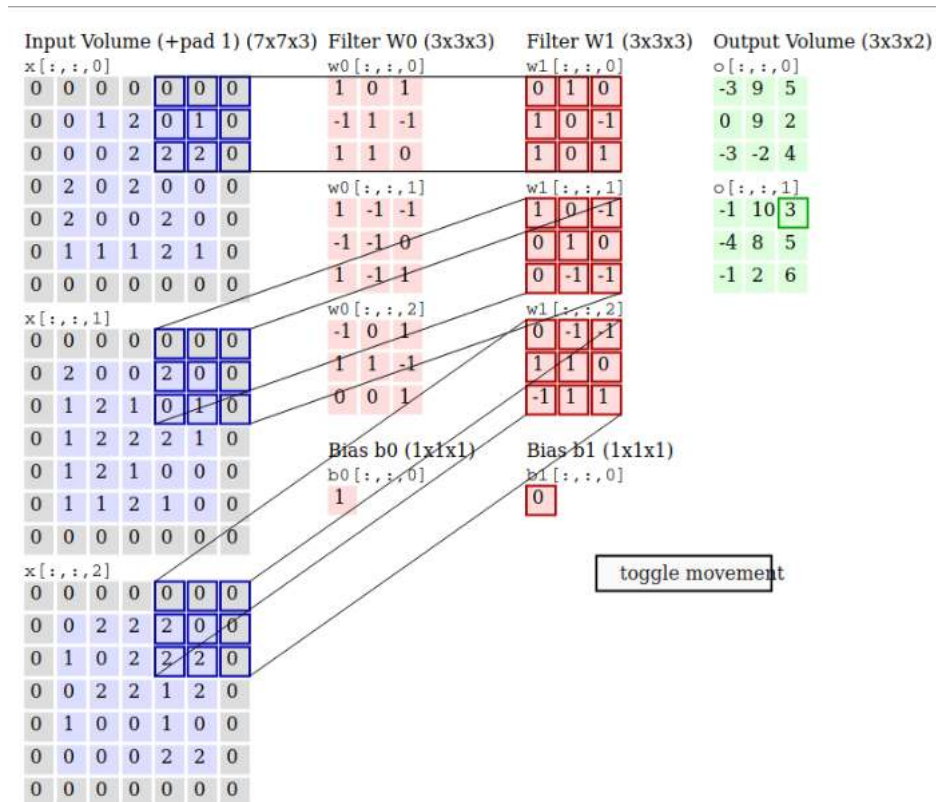 Input Volume (+pad 1) (7x7x3) Filter W0 (3x3x3) Filter W1 (3x3x3) Output Volume (3x3x2)
x[:,:,0]
0 0 0 0 0 0 0
0 0 1 2 0 1 0
0 0 0 2 2 2 0
0 2 0 2 0 0 0
0 2 0 0 2 0 0
0 1 1 1 2 1 0
0 0 0 0 0 0 0
x[:,:,1]
0 0 0 0 0 0 0
0 2 0 0 2 0 0
0 1 2 1 0 1 0
0 1 2 2 2 1 0
0 1 2 1 0 0 0
0 1 1 2 1 0 0
0 0 0 0 0 0 0
x[:,:,2]
0 0 0 0 0 0 0
0 0 2 2 2 0 0
0 1 0 2 2 2 0
0 0 2 2 1 2 0
0 1 0 0 1 0 0
0 0 0 0 2 2 0
0 0 0 0 0 0 0
w0[:,:,0]
1 0 1
-1 1 -1
1 1 0
w0[:,:,1]
1 -1 -1
-1 -1 0
1 -1 1
w0[:,:,2]
-1 0 1
1 1 -1
0 0 1
Bias b0 (1x1x1)
b0[:,:,0]
1
w1[:,:,0]
0 1 0
1 0 -1
1 0 1
w1[:,:,1]
1 0 -1
0 1 0
0 -1 -1
w1[:,:,2]
0 -1 -1
1 1 0
-1 1 1
Bias b1 (1x1x1)
b1[:,:,0]
0
o[:,:,0]
-3 9 5
0 9 2
-3 -2 4
o[:,:,1]
-1 10 3
-4 8 5
-1 2 6
toggle movement